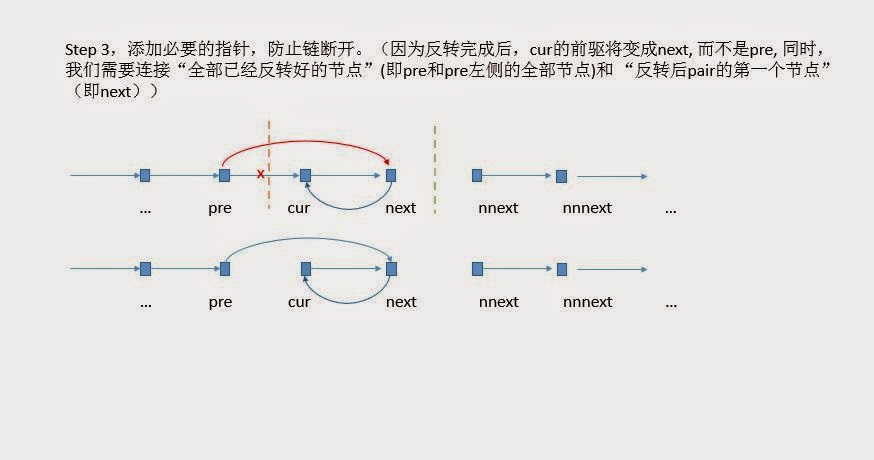 Step 3，添加必要的指针，防止链断开。（因为反转完成后，cur的前驱将变成next, 而不是pre, 同时，
我们需要连接“全部已经反转好的节点”(即pre和pre左侧的全部节点)和 “反转后pair的第一个节点”
（即next））
x
... pre cur next nnext nnnext ...
... pre cur next nnext nnnext ...